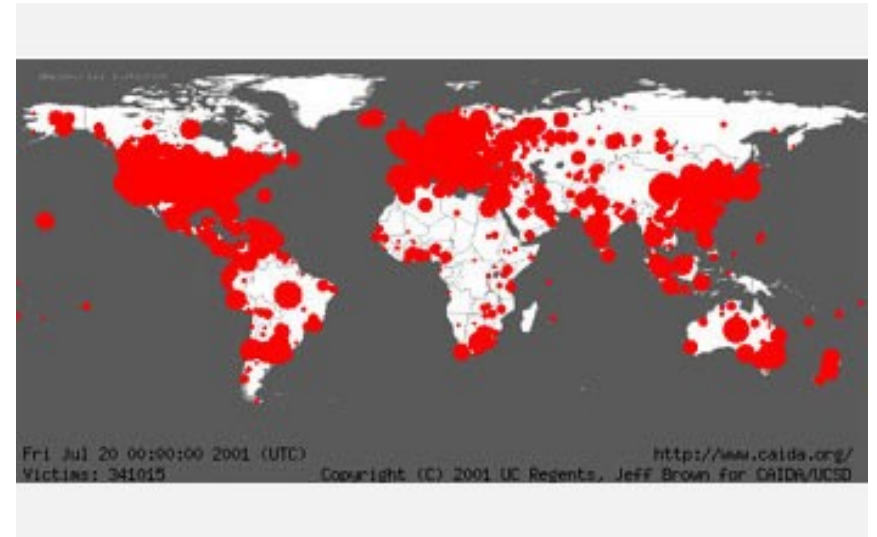 Fri Jul 20 00:00:00 2001 (UTC)
http://www.caida.org/
Victims: 341015
Copyright (C) 2001 UC Regents, Jeff Brown for CAIDA/UCSD